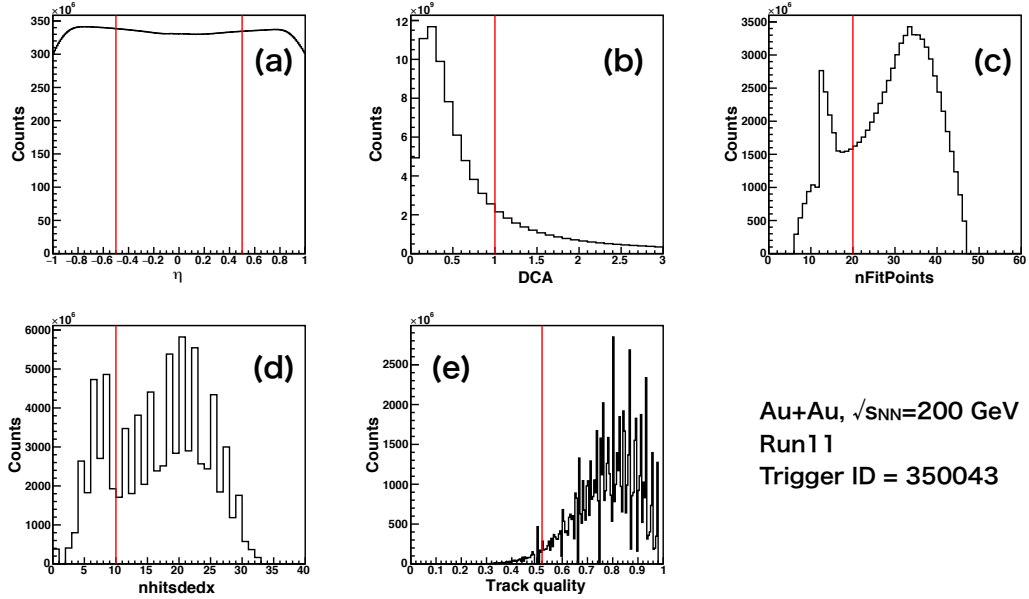 ×10⁶
350
300
250
200
150
100
50
0
Counts
−1 −0.8 −0.6 −0.4 −0.2 0 0.2 0.4 0.6 0.8 1
η
(a)
×10⁹
12
10
8
6
4
2
0
Counts
0 0.5 1 1.5 2 2.5 3
DCA
(b)
×10⁶
3500
3000
2500
2000
1500
1000
500
0
Counts
0 10 20 30 40 50 60
nFitPoints
(c)
×10⁶
6000
5000
4000
3000
2000
1000
0
Counts
0 5 10 15 20 25 30 35 40
nhitsdedx
(d)
×10⁶
2500
2000
1500
1000
500
0
Counts
0 0.1 0.2 0.3 0.4 0.5 0.6 0.7 0.8 0.9 1
Track quality
(e)
Au+Au, √sNN=200 GeV
Run11
Trigger ID = 350043